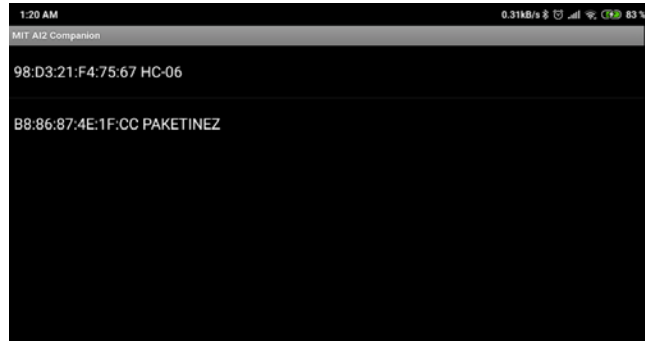 1:20 AM 0.31kB/s 83%
MIT AI2 Companion
98:D3:21:F4:75:67 HC-06
B8:86:87:4E:1F:CC PAKETINEZ